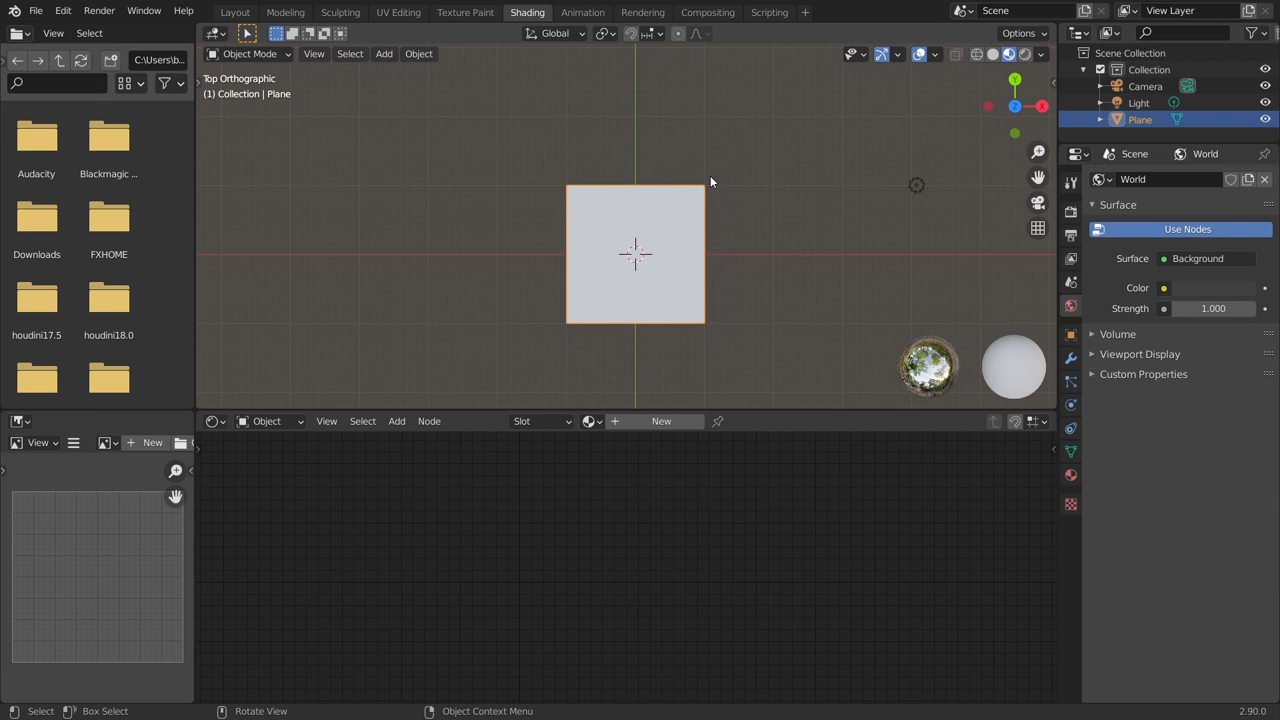 File Edit Render Window Help
Layout Modeling Sculpting UV Editing Texture Paint Shading Animation Rendering Compositing Scripting
Scene
View Layer
View Select
C:\Users\b...
Audacity
Blackmagic ...
Downloads
FXHOME
houdini17.5
houdini18.0
View
New
Global
Options
Object Mode View Select Add Object
Top Orthographic
(1) Collection | Plane
Y
Z
X
Object View Select Add Node Slot New
Scene Collection
Collection
Camera
Light
Plane
Scene World
World
Surface
Use Nodes
Surface Background
Color
Strength 1.000
Volume
Viewport Display
Custom Properties
Select Box Select Rotate View Object Context Menu 2.90.0